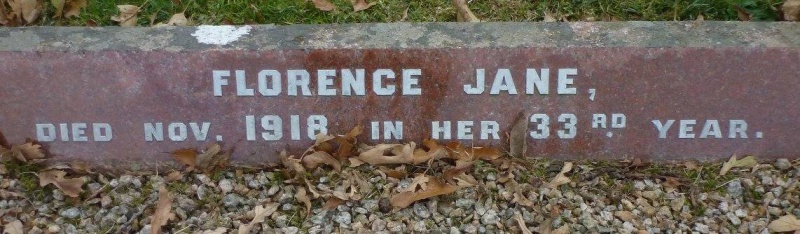 FLORENCE JANE,
DIED NOV. 1918 IN HER 33RD YEAR.